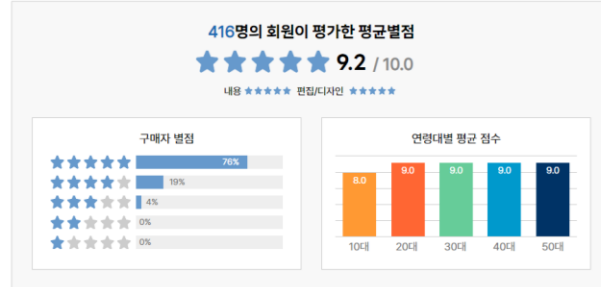 416명의 회원이 평가한 평균별점
9.2 / 10.0
내용 편집/디자인
구매자 별점
76%
19%
4%
0%
0%
연령대별 평균 점수
8.0 9.0 9.0 9.0 9.0
10대 20대 30대 40대 50대